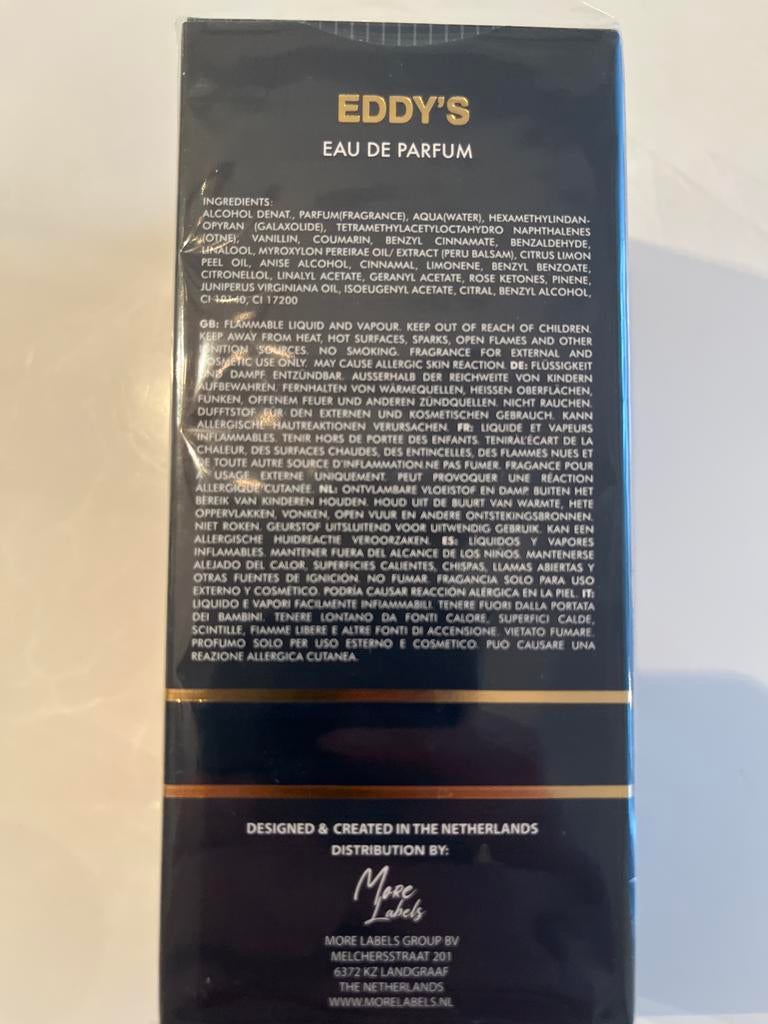 EDDY'S
EAU DE PARFUM
INGREDIENTS:
ALCOHOL DENAT., PARFUM(FRAGRANCE), AQUA(WATER), HEXAMETHYLINDAN-
OPYRAN (GALAXOLIDE), TETRAMETHYLACETYLOCTAHYDRO NAPHTHALENES
(OTNE), VANILLIN, COUMARIN, BENZYL CINNAMATE, BENZALDEHYDE,
LINALOOL, MYROXYLON PEREIRAE OIL/ EXTRACT (PERU BALSAM), CITRUS LIMON
PEEL OIL, ANISE ALCOHOL, CINNAMAL, LIMONENE, BENZYL BENZOATE,
CITRONELLOL, LINALYL ACETATE, GERANYL ACETATE, ROSE KETONES, PINENE,
JUNIPERUS VIRGINIANA OIL, ISOEUGENYL ACETATE, CITRAL, BENZYL ALCOHOL,
CI 19140, CI 17200
GB: FLAMMABLE LIQUID AND VAPOUR. KEEP OUT OF REACH OF CHILDREN.
KEEP AWAY FROM HEAT, HOT SURFACES, SPARKS, OPEN FLAMES AND OTHER
IGNITION SOURCES. NO SMOKING. FRAGRANCE FOR EXTERNAL AND
COSMETIC USE ONLY. MAY CAUSE ALLERGIC SKIN REACTION. DE: FLÜSSIGKEIT
UND DAMPF ENTZÜNDBAR. AUSSERHALB DER REICHWEITE VON KINDERN
AUFBEWAHREN. FERNHALTEN VON WÄRMEQUELLEN, HEISSEN OBERFLÄCHEN,
FUNKEN, OFFENEM FEUER UND ANDEREN ZÜNDQUELLEN. NICHT RAUCHEN.
DUFFTSTOF FÜR DEN EXTERNEN UND KOSMETISCHEN GEBRAUCH. KANN
ALLERGISCHE HAUTREAKTIONEN VERURSACHEN. FR: LIQUIDE ET VAPEURS
INFLAMMABLES. TENIR HORS DE PORTEE DES ENFANTS. TENIRÀL'ÉCART DE LA
CHALEUR, DES SURFACES CHAUDES, DES ENTINCELLES, DES FLAMMES NUES ET
DE TOUTE AUTRE SOURCE D'INFLAMMATION.NE PAS FUMER. FRAGANCE POUR
A USAGE EXTERNE UNIQUEMENT. PEUT PROVOQUER UNE RÉACTION
ALLERGIQUE CUTANÉE. NL: ONTVLAMBARE VLOEISTOF EN DAMP. BUITEN HET
BEREIK VAN KINDEREN HOUDEN. HOUD UIT DE BUURT VAN WARMTE, HETE
OPPERVLAKKEN, VONKEN, OPEN VUUR EN ANDERE ONTSTEKINGSBRONNEN.
NIET ROKEN. GEURSTOF UITSLUITEND VOOR UITWENDIG GEBRUIK. KAN EEN
ALLERGISCHE HUIDREACTIE VEROORZAKEN. ES: LÍQUIDOS Y VAPORES
INFLAMABLES. MANTENER FUERA DEL ALCANCE DE LOS NIÑOS. MANTENERSE
ALEJADO DEL CALOR, SUPERFICIES CALIENTES, CHISPAS, LLAMAS ABIERTAS Y
OTRAS FUENTES DE IGNICIÓN. NO FUMAR. FRAGANCIA SOLO PARA USO
EXTERNO Y COSMÉTICO. PODRÍA CAUSAR REACCIÓN ALÉRGICA EN LA PIEL. IT:
LIQUIDO E VAPORI FACILMENTE INFIAMMABILI. TENERE FUORI DALLA PORTATA
DEI BAMBINI. TENERE LONTANO DA FONTI CALORE, SUPERFICI CALDE,
SCINTILLE, FIAMME LIBERE E ALTRE FONTI DI ACCENSIONE. VIETATO FUMARE.
PROFUMO SOLO PER USO ESTERNO E COSMETICO. PUÒ CAUSARE UNA
REAZIONE ALLERGICA CUTANEA.
DESIGNED & CREATED IN THE NETHERLANDS
DISTRIBUTION BY:
More
Labels
MORE LABELS GROUP BV
MELCHERSSTRAAT 201
6372 KZ LANDGRAAF
THE NETHERLANDS
WWW.MORELABELS.NL